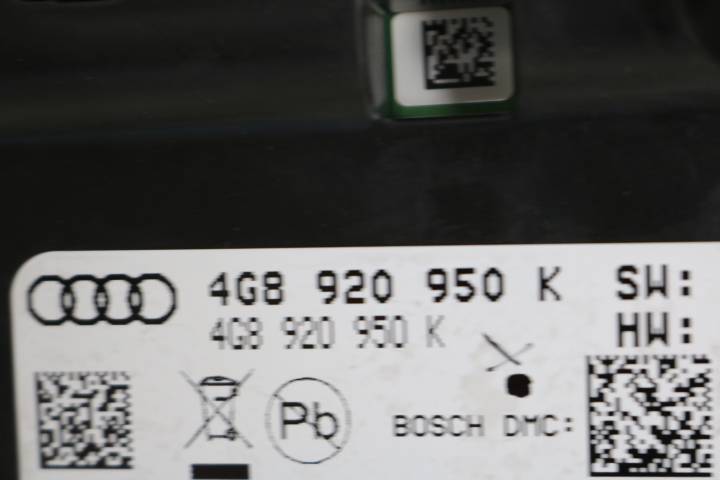 4G8 920 950 K SW:
4G8 920 950 K HW:
Pb
BOSCH DMC: